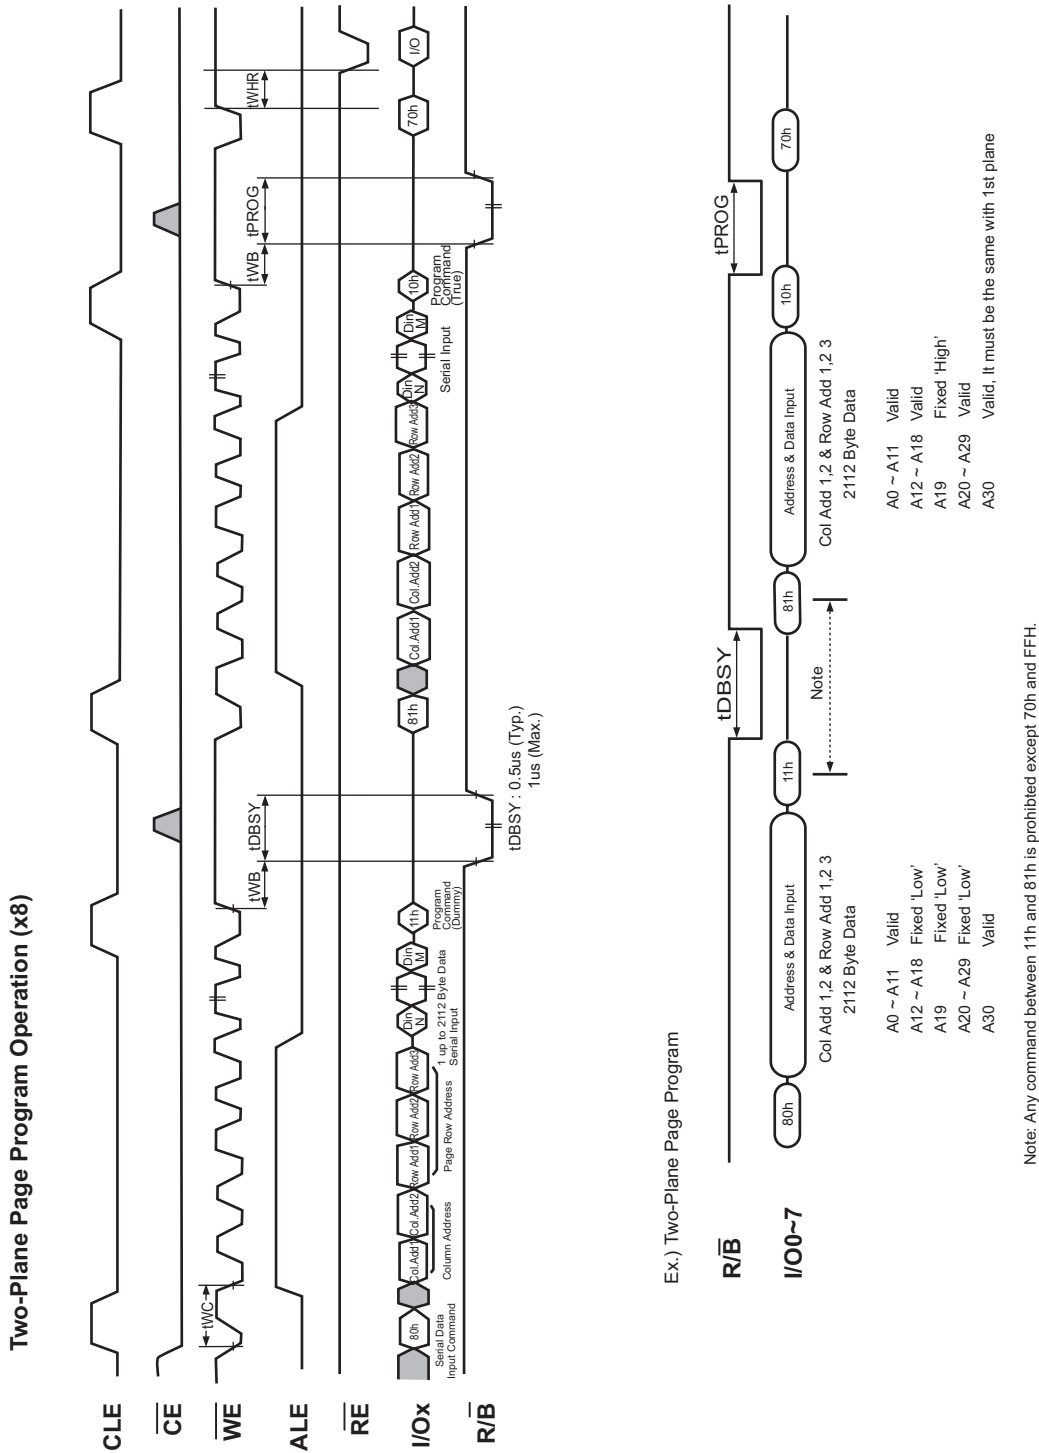 Two-Plane Page Program Operation (x8)
CLE
CE
WE
tWC
tWB
tDBSY
tWB
tPROG
tWHR
ALE
RE
I/Ox
80h
Col.Add1
Col.Add2
Row Add1
Row Add2
Row Add3
Din
N
Din
M
11h
81h
Col.Add1
Col.Add2
Row Add1
Row Add2
Row Add3
Din
N
Din
M
10h
70h
I/O
Serial Data
Input Command
Column Address
Page Row Address
1 up to 2112 Byte Data
Serial Input
Program
Command
(Dummy)
Serial Input
Program
Command
(True)
R/B
tDBSY : 0.5us (Typ.)
1us (Max.)
Ex.) Two-Plane Page Program
R/B
tDBSY
tPROG
I/O0~7
80h
Address & Data Input
11h
81h
Address & Data Input
10h
70h
Note
Col Add 1,2 & Row Add 1,2 3
2112 Byte Data
A0 ~ A11 Valid
A12 ~ A18 Fixed 'Low'
A19 Fixed 'Low'
A20 ~ A29 Fixed 'Low'
A30 Valid
Col Add 1,2 & Row Add 1,2 3
2112 Byte Data
A0 ~ A11 Valid
A12 ~ A18 Valid
A19 Fixed 'High'
A20 ~ A29 Valid
A30 Valid, It must be the same with 1st plane
Note: Any command between 11h and 81h is prohibted except 70h and FFH.